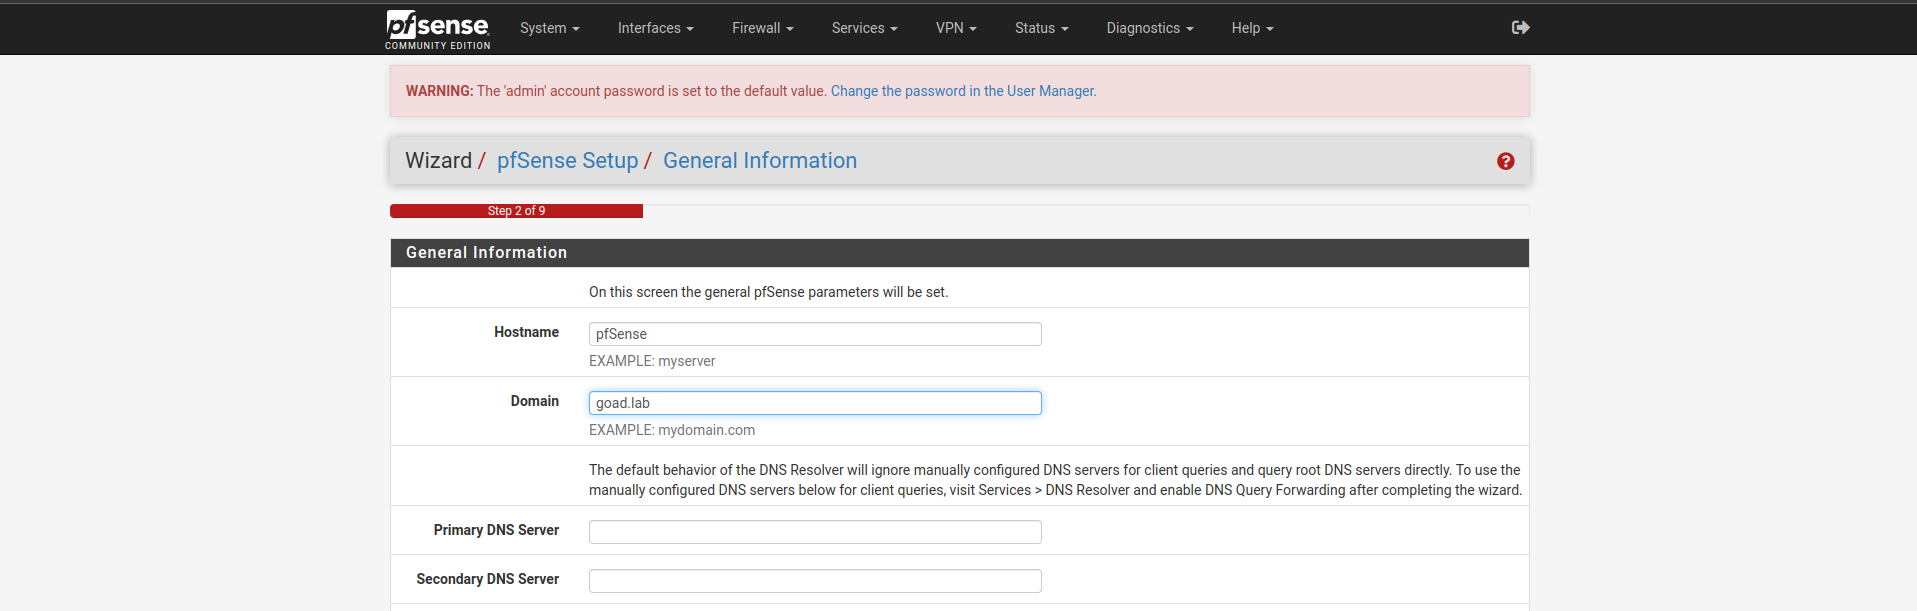 pfsense
COMMUNITY EDITION
System Interfaces Firewall Services VPN Status Diagnostics Help
WARNING: The 'admin' account password is set to the default value. Change the password in the User Manager.
Wizard / pfSense Setup / General Information
Step 2 of 9
General Information
On this screen the general pfSense parameters will be set.
Hostname
pfSense
EXAMPLE: myserver
Domain
goad.lab
EXAMPLE: mydomain.com
The default behavior of the DNS Resolver will ignore manually configured DNS servers for client queries and query root DNS servers directly. To use the
manually configured DNS servers below for client queries, visit Services > DNS Resolver and enable DNS Query Forwarding after completing the wizard.
Primary DNS Server
Secondary DNS Server